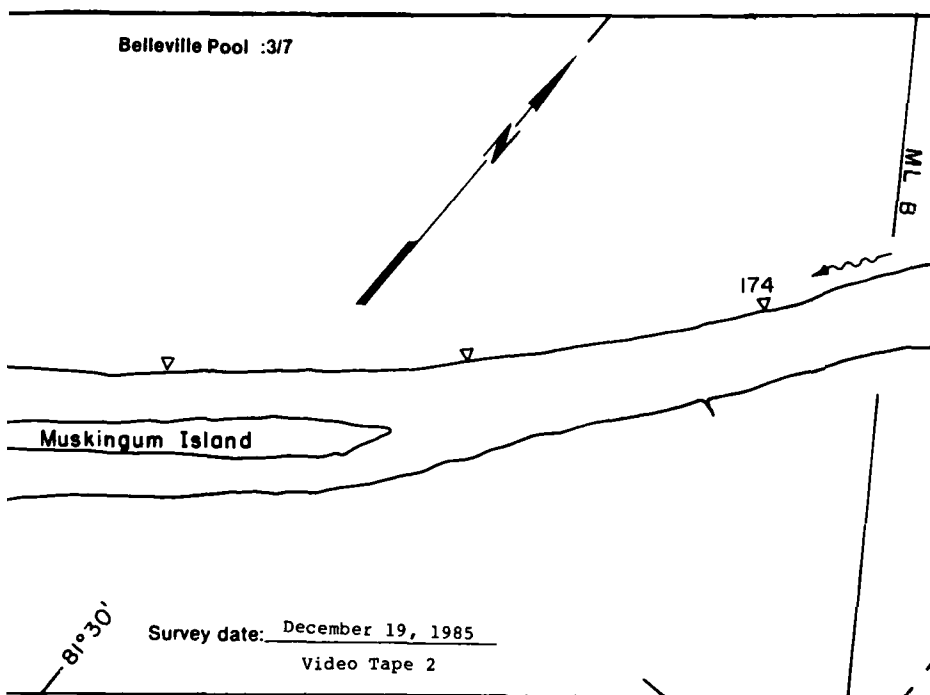 Belleville Pool :3/7
N
ML B
174
Muskingum Island
81°30'
Survey date: December 19, 1985
Video Tape 2